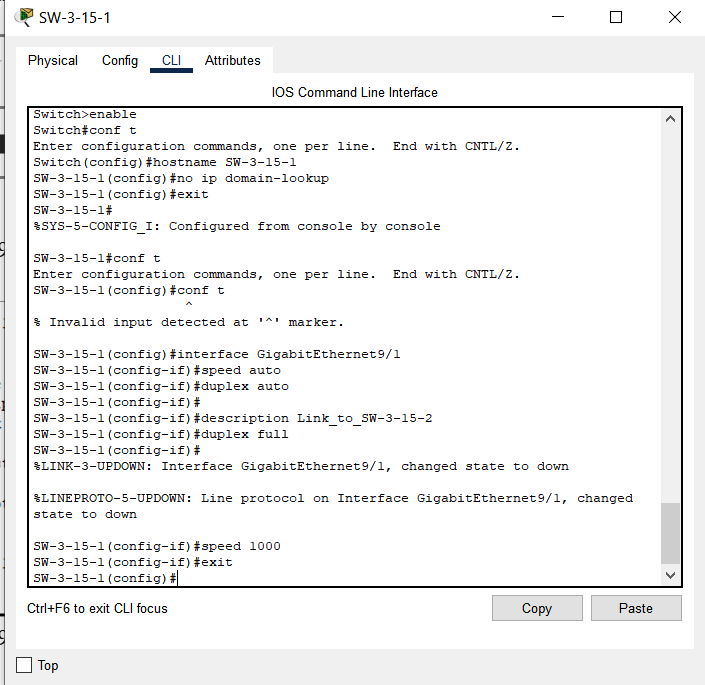 SW-3-15-1
Physical Config CLI Attributes
IOS Command Line Interface
Switch>enable
Switch#conf t
Enter configuration commands, one per line.  End with CNTL/Z.
Switch(config)#hostname SW-3-15-1
SW-3-15-1(config)#no ip domain-lookup
SW-3-15-1(config)#exit
SW-3-15-1#
%SYS-5-CONFIG_I: Configured from console by console
SW-3-15-1#conf t
Enter configuration commands, one per line.  End with CNTL/Z.
SW-3-15-1(config)#conf t
^
% Invalid input detected at '^' marker.
SW-3-15-1(config)#interface GigabitEthernet9/1
SW-3-15-1(config-if)#speed auto
SW-3-15-1(config-if)#duplex auto
SW-3-15-1(config-if)#
SW-3-15-1(config-if)#description Link_to_SW-3-15-2
SW-3-15-1(config-if)#duplex full
SW-3-15-1(config-if)#
%LINK-3-UPDOWN: Interface GigabitEthernet9/1, changed state to down
%LINEPROTO-5-UPDOWN: Line protocol on Interface GigabitEthernet9/1, changed
state to down
SW-3-15-1(config-if)#speed 1000
SW-3-15-1(config-if)#exit
SW-3-15-1(config)#
Ctrl+F6 to exit CLI focus
Copy
Paste
Top